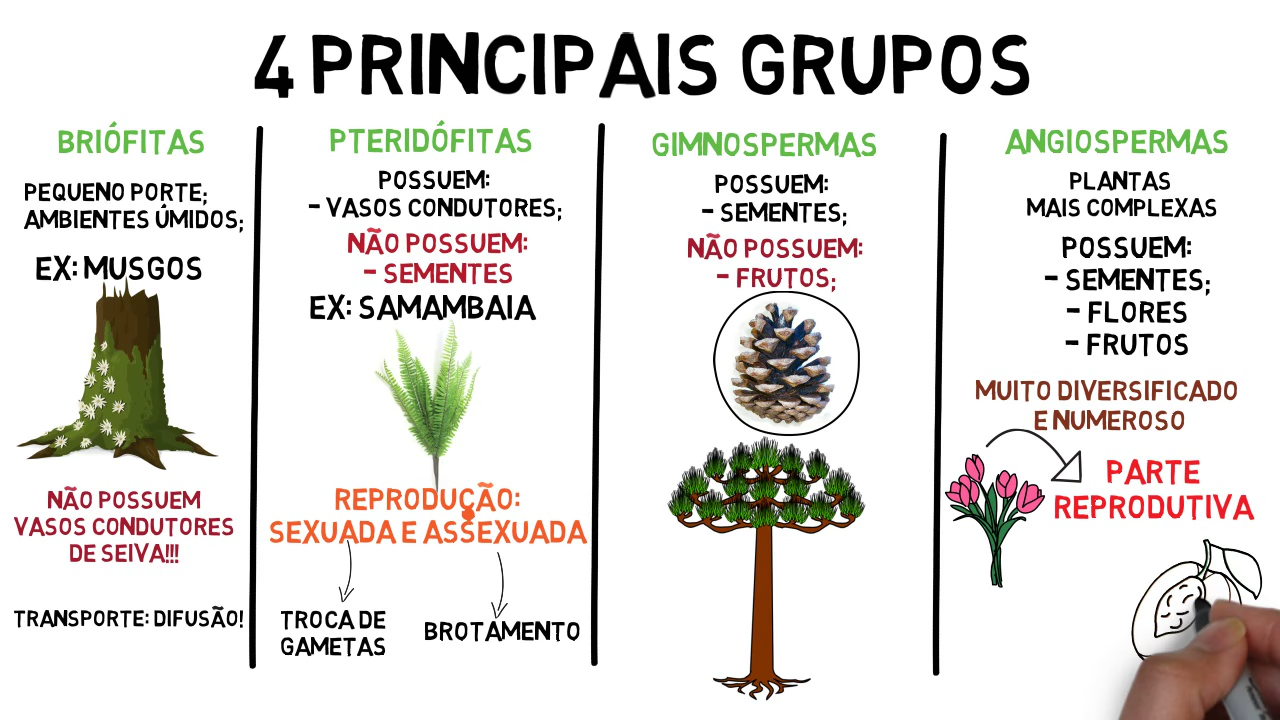 4 PRINCIPAIS GRUPOS
BRIÓFITAS
PEQUENO PORTE;
AMBIENTES ÚMIDOS;
EX: MUSGOS
NÃO POSSUEM
VASOS CONDUTORES
DE SEIVA!!!
TRANSPORTE: DIFUSÃO!
PTERIDÓFITAS
POSSUEM:
- VASOS CONDUTORES;
NÃO POSSUEM:
- SEMENTES
EX: SAMAMBAIA
REPRODUÇÃO:
SEXUADA E ASSEXUADA
TROCA DE
GAMETAS
BROTAMENTO
GIMNOSPERMAS
POSSUEM:
- SEMENTES;
NÃO POSSUEM:
- FRUTOS;
ANGIOSPERMAS
PLANTAS
MAIS COMPLEXAS
POSSUEM:
- SEMENTES;
- FLORES
- FRUTOS
MUITO DIVERSIFICADO
E NUMEROSO
PARTE
REPRODUTIVA